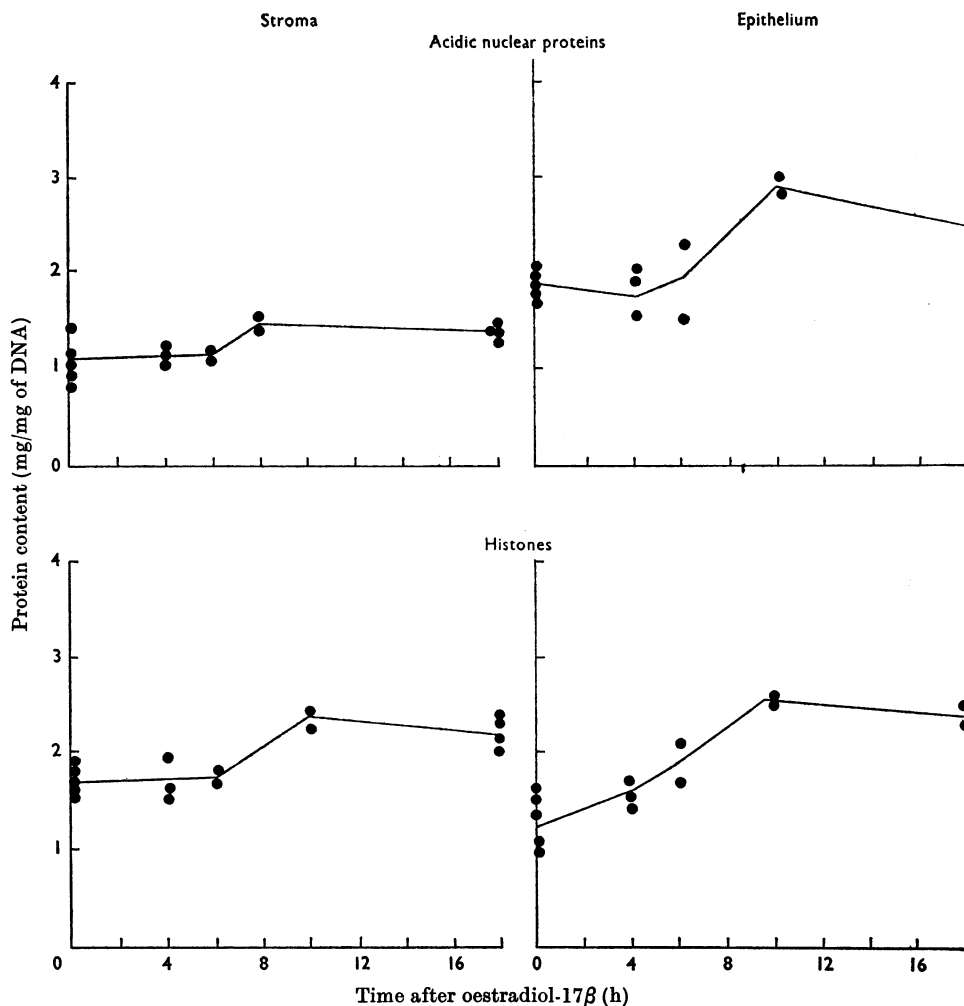 Stroma
Epithelium
Acidic nuclear proteins
4
3
2
1
0
Histones
4
3
2
1
0 4 8 12 16 0 4 8 12 16
Protein content (mg/mg of DNA)
Time after oestradiol-17β (h)